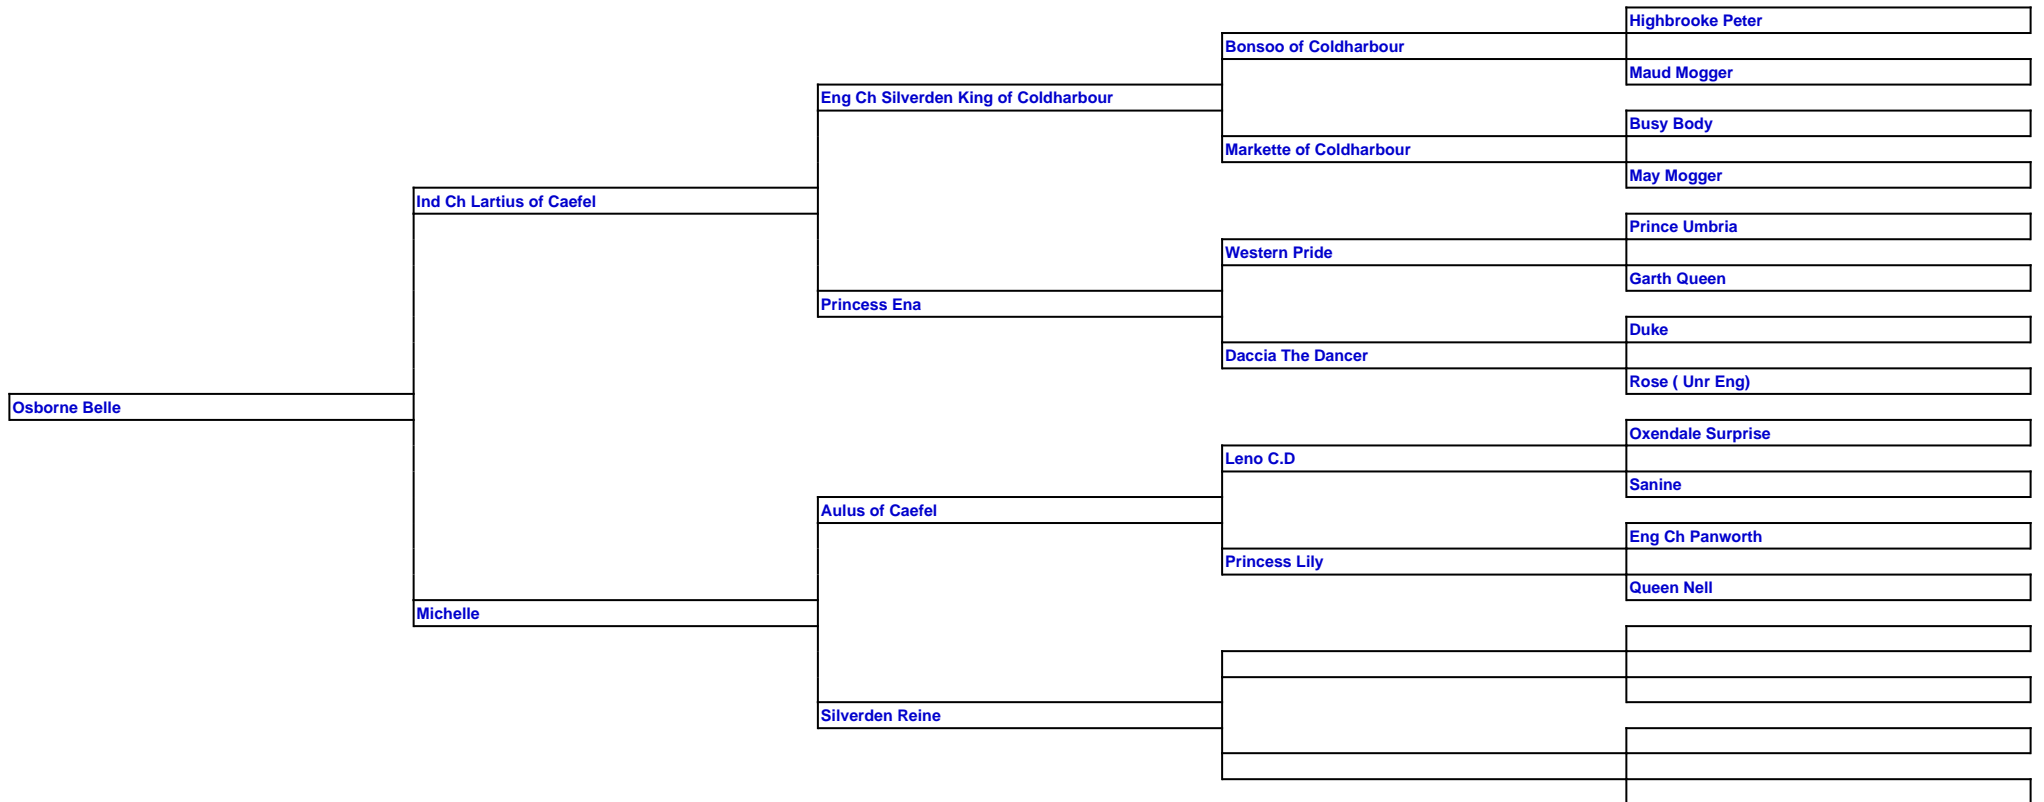 Highbrooke Peter
Bonsoo of Coldharbour
Maud Mogger
Eng Ch Silverden King of Coldharbour
Busy Body
Markette of Coldharbour
May Mogger
Ind Ch Lartius of Caefel
Prince Umbria
Western Pride
Garth Queen
Princess Ena
Duke
Daccia The Dancer
Rose ( Unr Eng)
Osborne Belle
Oxendale Surprise
Leno C.D
Sanine
Aulus of Caefel
Eng Ch Panworth
Princess Lily
Queen Nell
Michelle
Silverden Reine